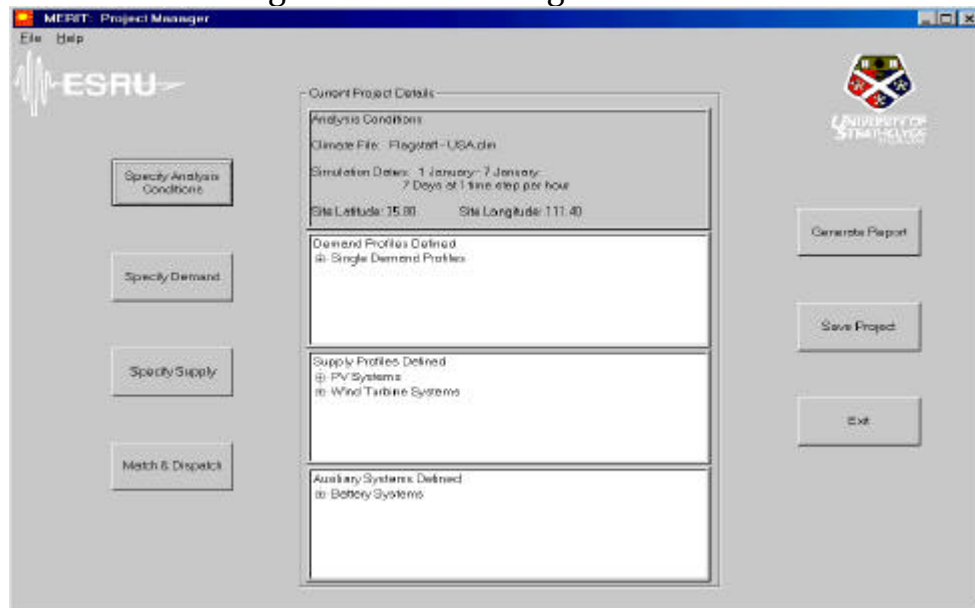 MERIT: Project Manager
File Help
ESRU
UNIVERSITY OF
STRATHCLYDE
Current Project Details
Analysis Conditions
Climate File: Flagstaff - USA.clm
Simulation Dates: 1 January - 7 January:
7 Days at 1 time step per hour
Site Latitude: 35.80 Site Longitude: 111.40
Demand Profiles Defined
Single Demand Profiles
Supply Profiles Defined
PV Systems
Wind Turbine Systems
Auxiliary Systems Defined
Battery Systems
Specify Analysis
Conditions
Specify Demand
Specify Supply
Match & Dispatch
Generate Report
Save Project
Exit